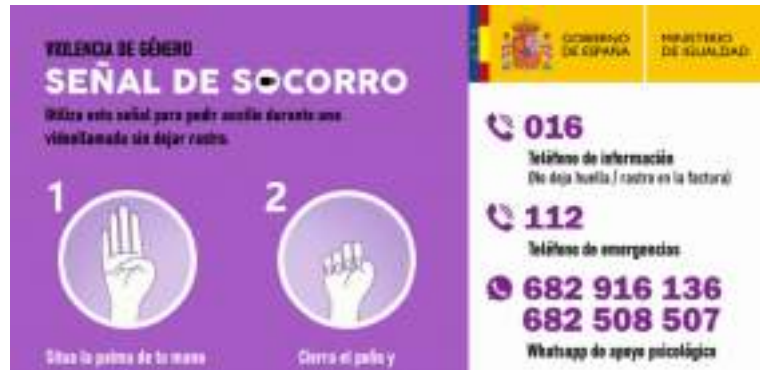 VIOLENCIA DE GÉNERO
SEÑAL DE SOCORRO
Utiliza esta señal para pedir auxilio durante una
videollamada sin dejar rastro.
1
2
Situa la palma de tu mano
Cierra el puño y
GOBIERNO
DE ESPAÑA
MINISTERIO
DE IGUALDAD
016
Teléfono de información
(No deja huella / rastro en la factura)
112
Teléfono de emergencias
682 916 136
682 508 507
Whatsapp de apoyo psicológico